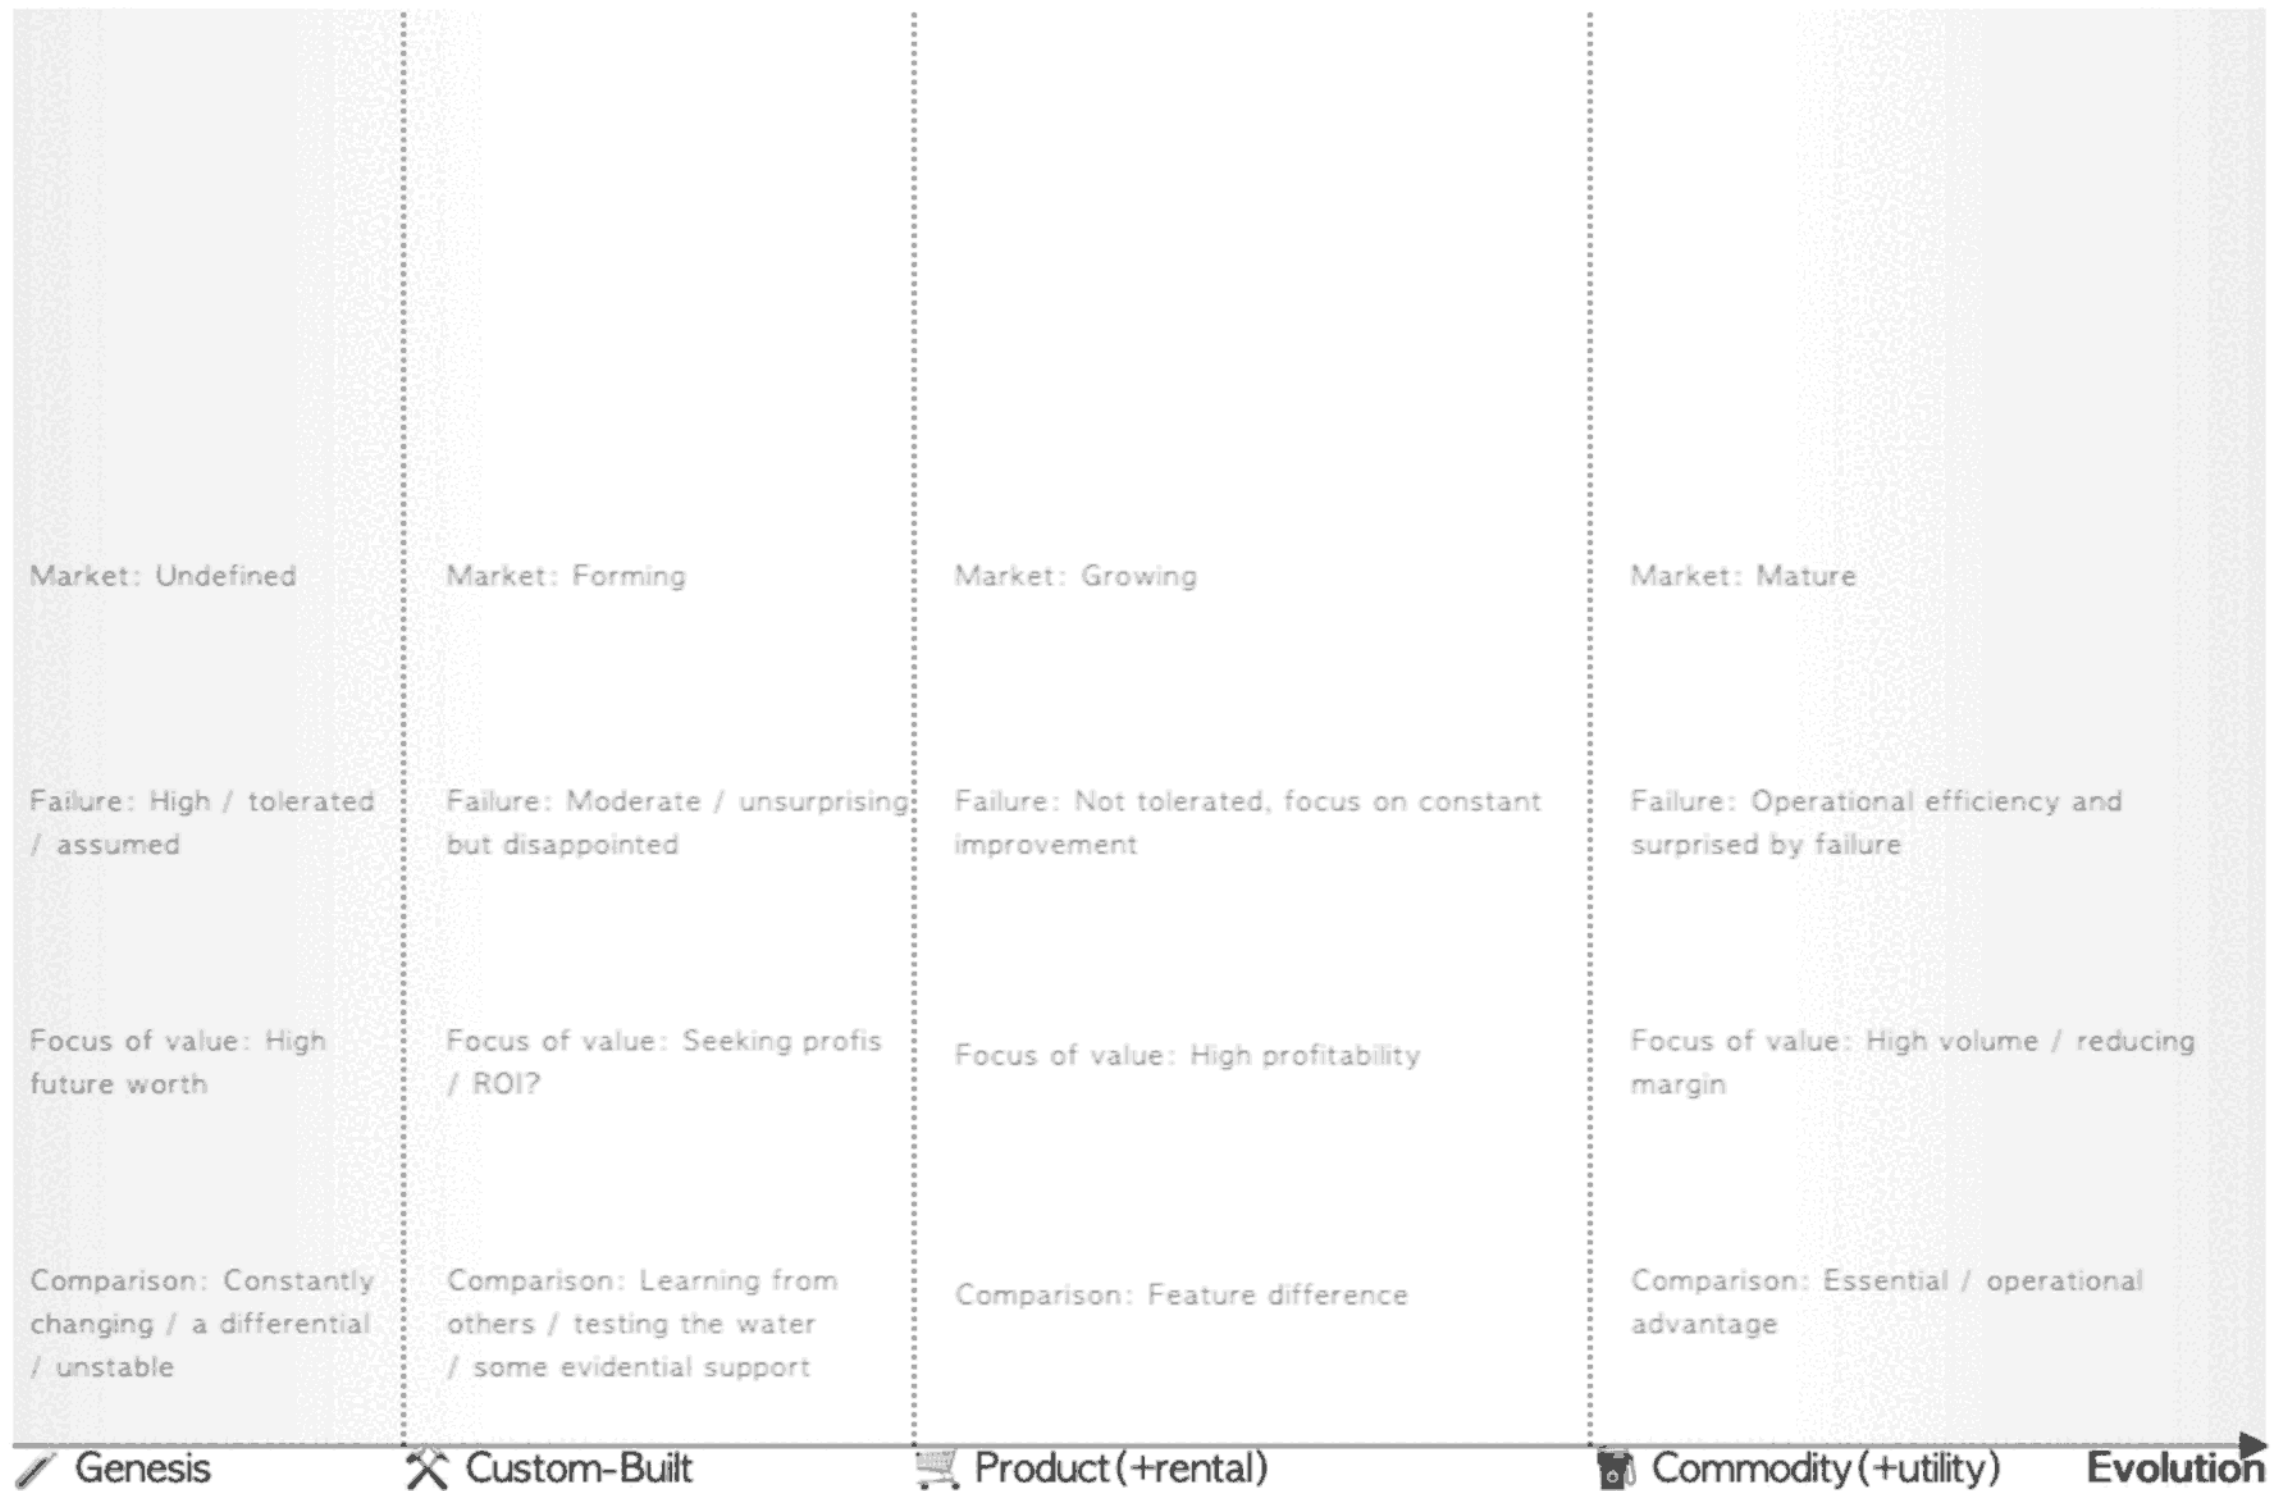 Market: Undefined
Market: Forming
Market: Growing
Market: Mature
Failure: High / tolerated
/ assumed
Failure: Moderate / unsurprising
but disappointed
Failure: Not tolerated, focus on constant
improvement
Failure: Operational efficiency and
surprised by failure
Focus of value: High
future worth
Focus of value: Seeking profis
/ ROI?
Focus of value: High profitability
Focus of value: High volume / reducing
margin
Comparison: Constantly
changing / a differential
/ unstable
Comparison: Learning from
others / testing the water
/ some evidential support
Comparison: Feature difference
Comparison: Essential / operational
advantage
Genesis
Custom-Built
Product (+rental)
Commodity (+utility)
Evolution